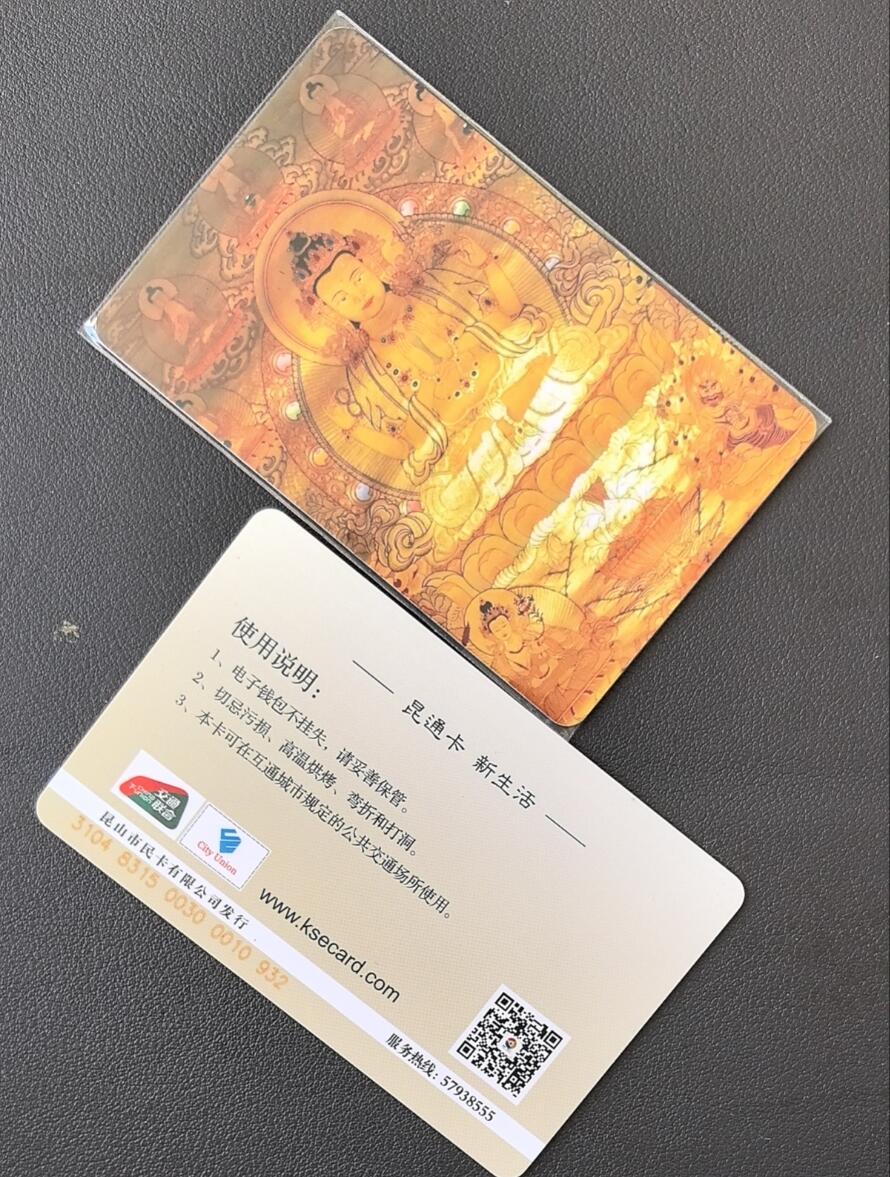 —— 昆通卡 新生活 ——
使用说明：
1、电子钱包不挂失，请妥善保管。
2、切忌污损、高温烘烤、弯折和打洞。
3、本卡可在互通城市规定的公共交通场所使用。
交通
联合
City Union
www.ksecard.com
昆山市民卡有限公司发行
服务热线：57938555
3104 8315 0030 0010 932